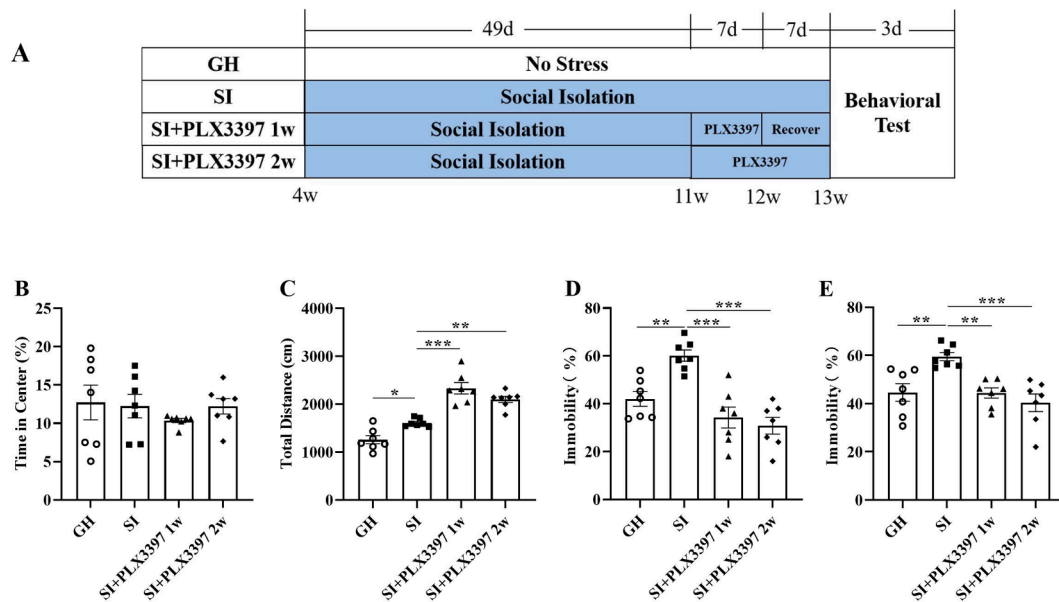 A
49d 7d 7d 3d
GH No Stress Behavioral Test
SI Social Isolation
SI+PLX3397 1w Social Isolation PLX3397 Recover
SI+PLX3397 2w Social Isolation PLX3397
4w 11w 12w 13w
B
Time in Center (%)
25
20
15
10
5
0
GH
SI
SI+PLX3397 1w
SI+PLX3397 2w
C
Total Distance (cm)
4000
3000
2000
1000
0
*
***
**
GH
SI
SI+PLX3397 1w
SI+PLX3397 2w
D
Immobility ( %)
80
60
40
20
0
**
***
***
GH
SI
SI+PLX3397 1w
SI+PLX3397 2w
E
Immobility ( %)
80
60
40
20
0
**
**
***
GH
SI
SI+PLX3397 1w
SI+PLX3397 2w